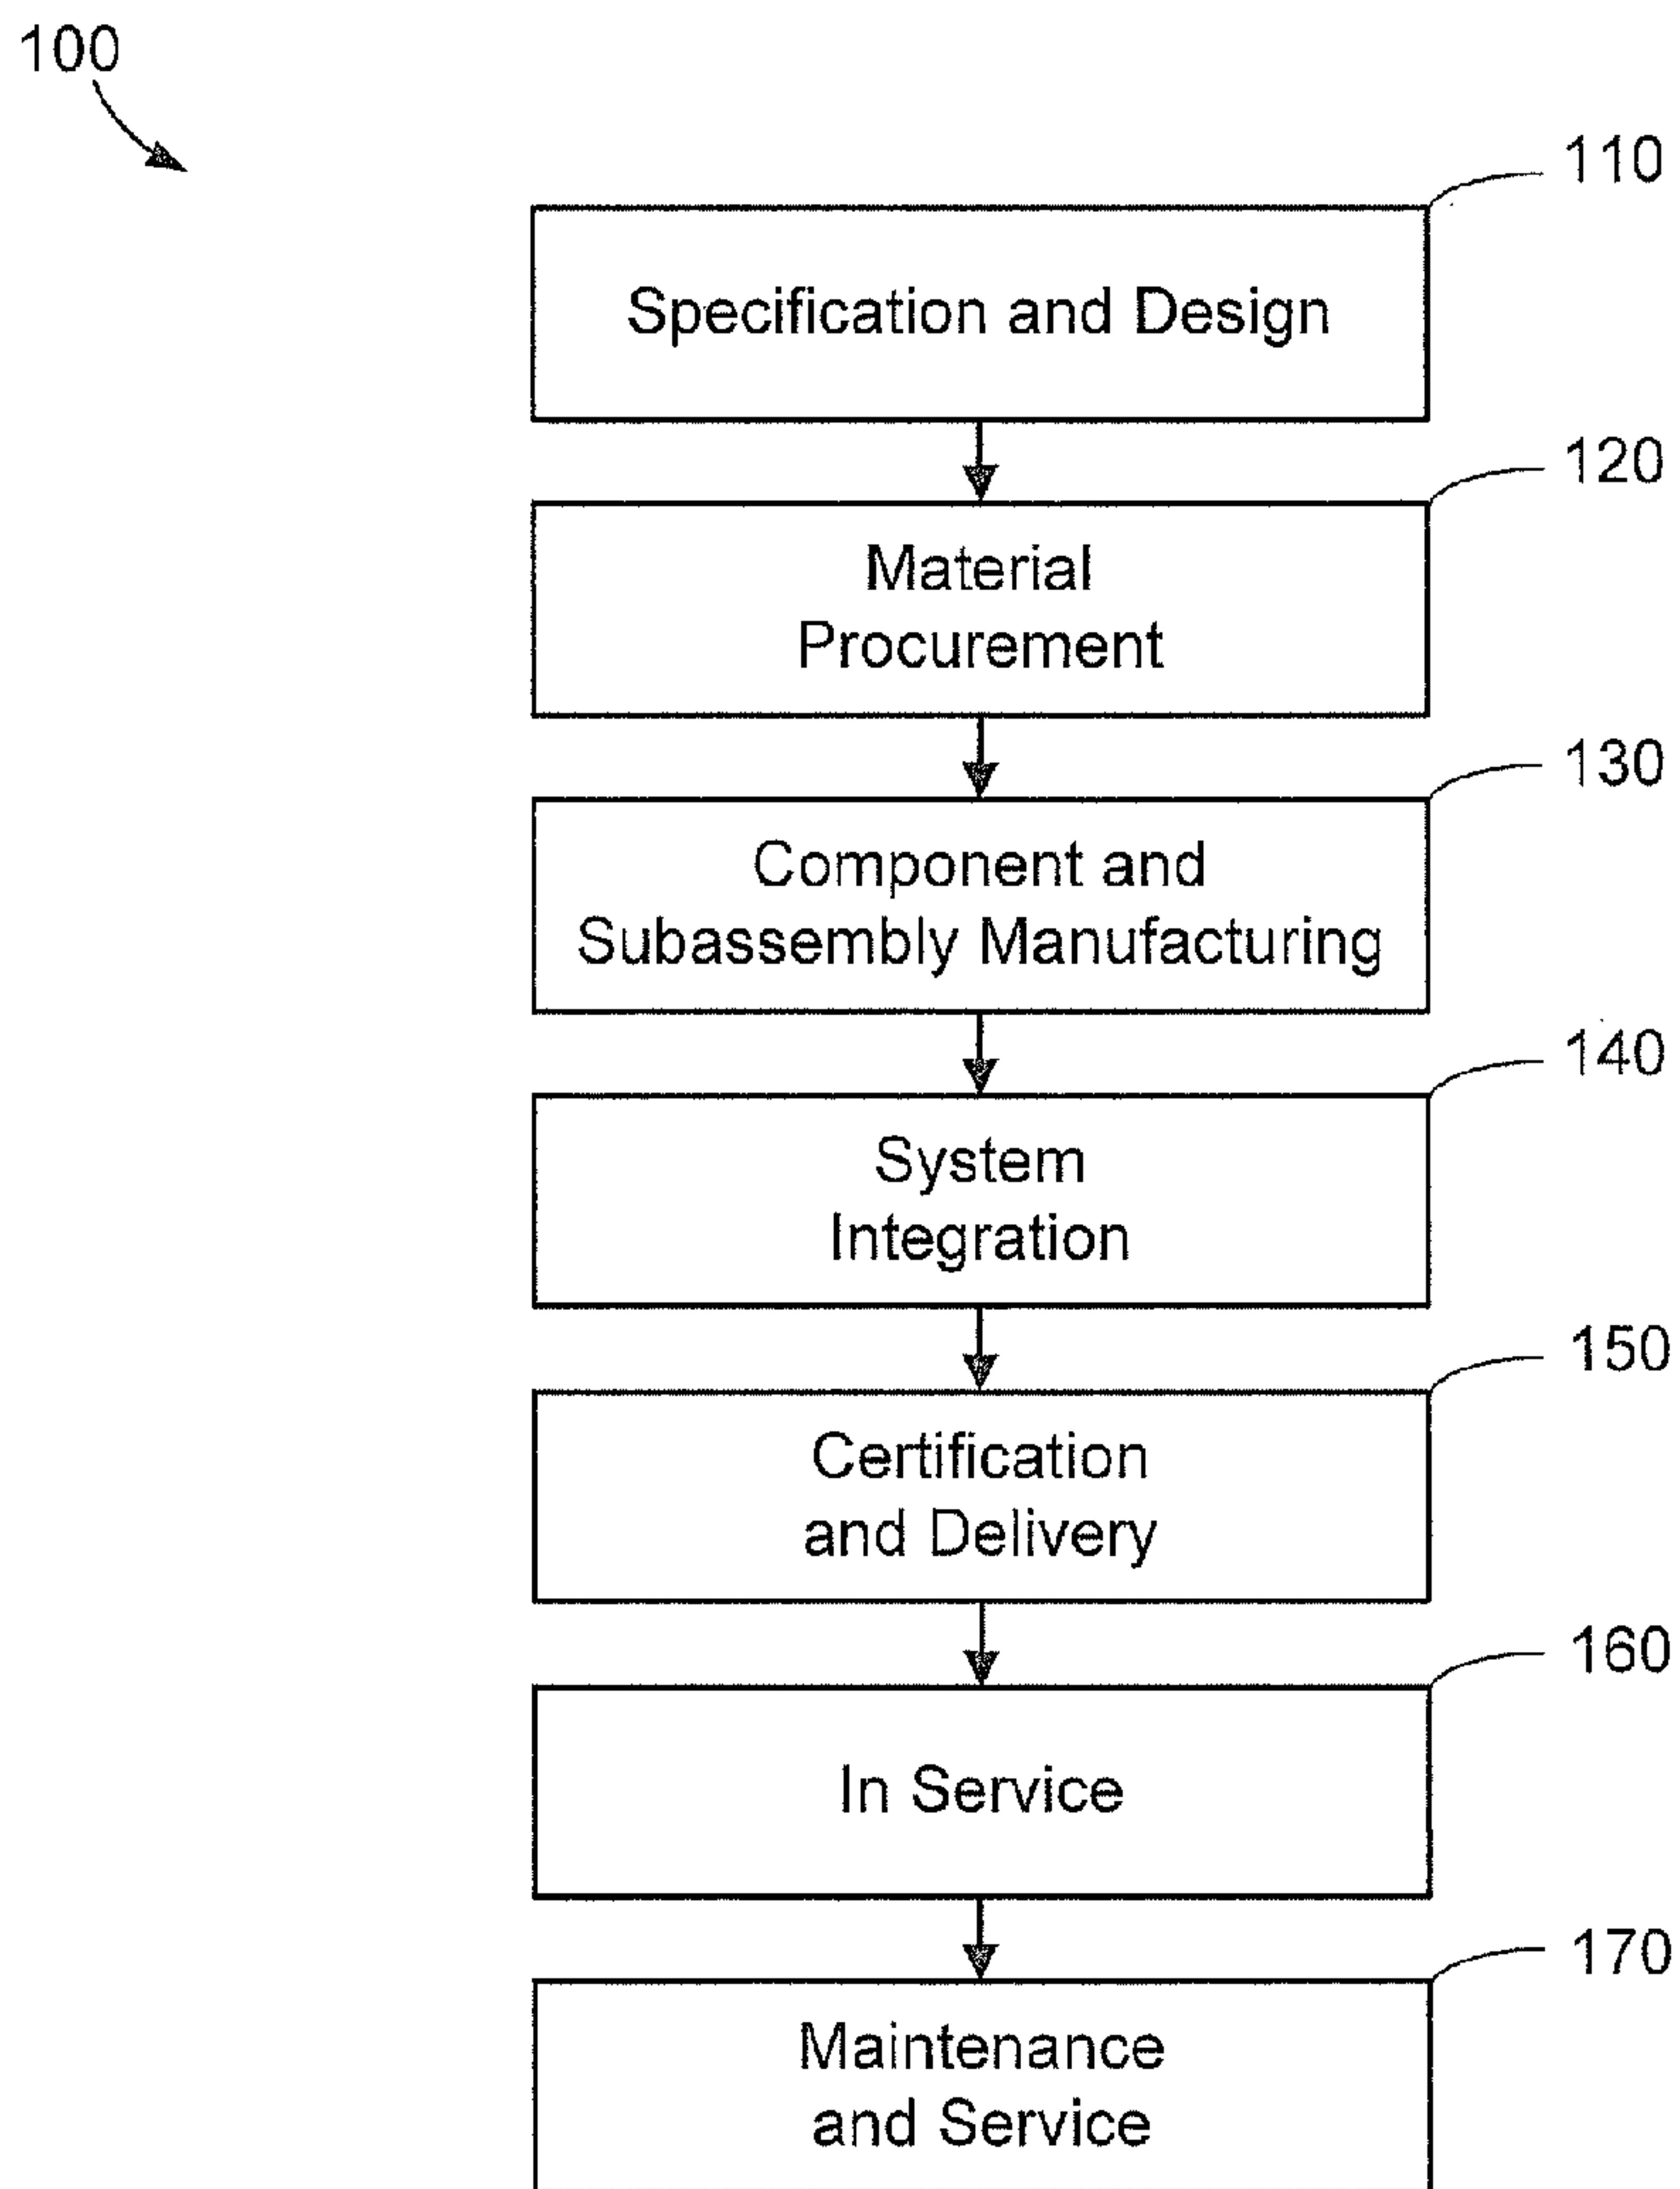 100
110
Specification and Design
120
Material
Procurement
130
Component and
Subassembly Manufacturing
140
System
Integration
150
Certification
and Delivery
160
In Service
170
Maintenance
and Service